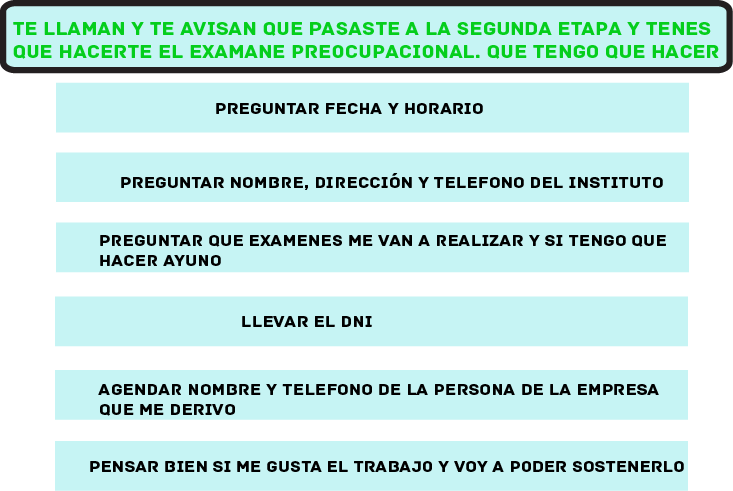 TE LLAMAN Y TE AVISAN QUE PASASTE A LA SEGUNDA ETAPA Y TENES
QUE HACERTE EL EXAMANE PREOCUPACIONAL. QUE TENGO QUE HACER
PREGUNTAR FECHA Y HORARIO
PREGUNTAR NOMBRE, DIRECCIÓN Y TELEFONO DEL INSTITUTO
PREGUNTAR QUE EXAMENES ME VAN A REALIZAR Y SI TENGO QUE
HACER AYUNO
LLEVAR EL DNI
AGENDAR NOMBRE Y TELEFONO DE LA PERSONA DE LA EMPRESA
QUE ME DERIVO
PENSAR BIEN SI ME GUSTA EL TRABAJO Y VOY A PODER SOSTENERLO